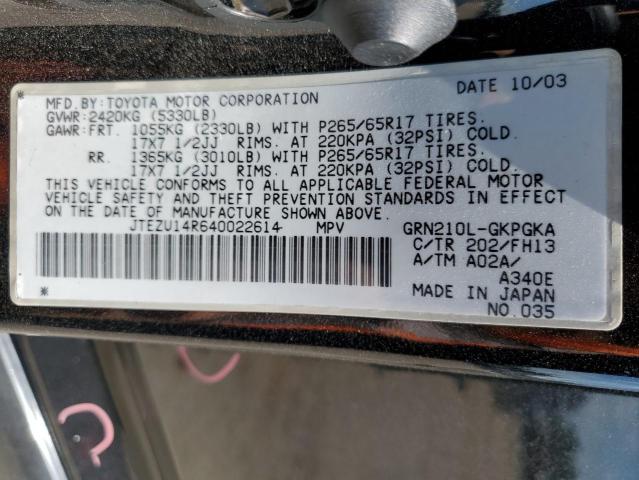 DATE 10/03
MFD.BY:TOYOTA MOTOR CORPORATION
GVWR:2420KG (5330LB)
GAWR:FRT. 1055KG (2330LB) WITH P265/65R17 TIRES.
17X7 1/2JJ RIMS. AT 220KPA (32PSI) COLD.
RR. 1365KG (3010LB) WITH P265/65R17 TIRES.
17X7 1/2JJ RIMS. AT 220KPA (32PSI) COLD.
THIS VEHICLE CONFORMS TO ALL APPLICABLE FEDERAL MOTOR
VEHICLE SAFETY AND THEFT PREVENTION STANDARDS IN EFFECT
ON THE DATE OF MANUFACTURE SHOWN ABOVE.
JTEZU14R640022614 MPV GRN210L-GKPGKA
C/TR 202/FH13
A/TM A02A/
A340E
MADE IN JAPAN
NO.035